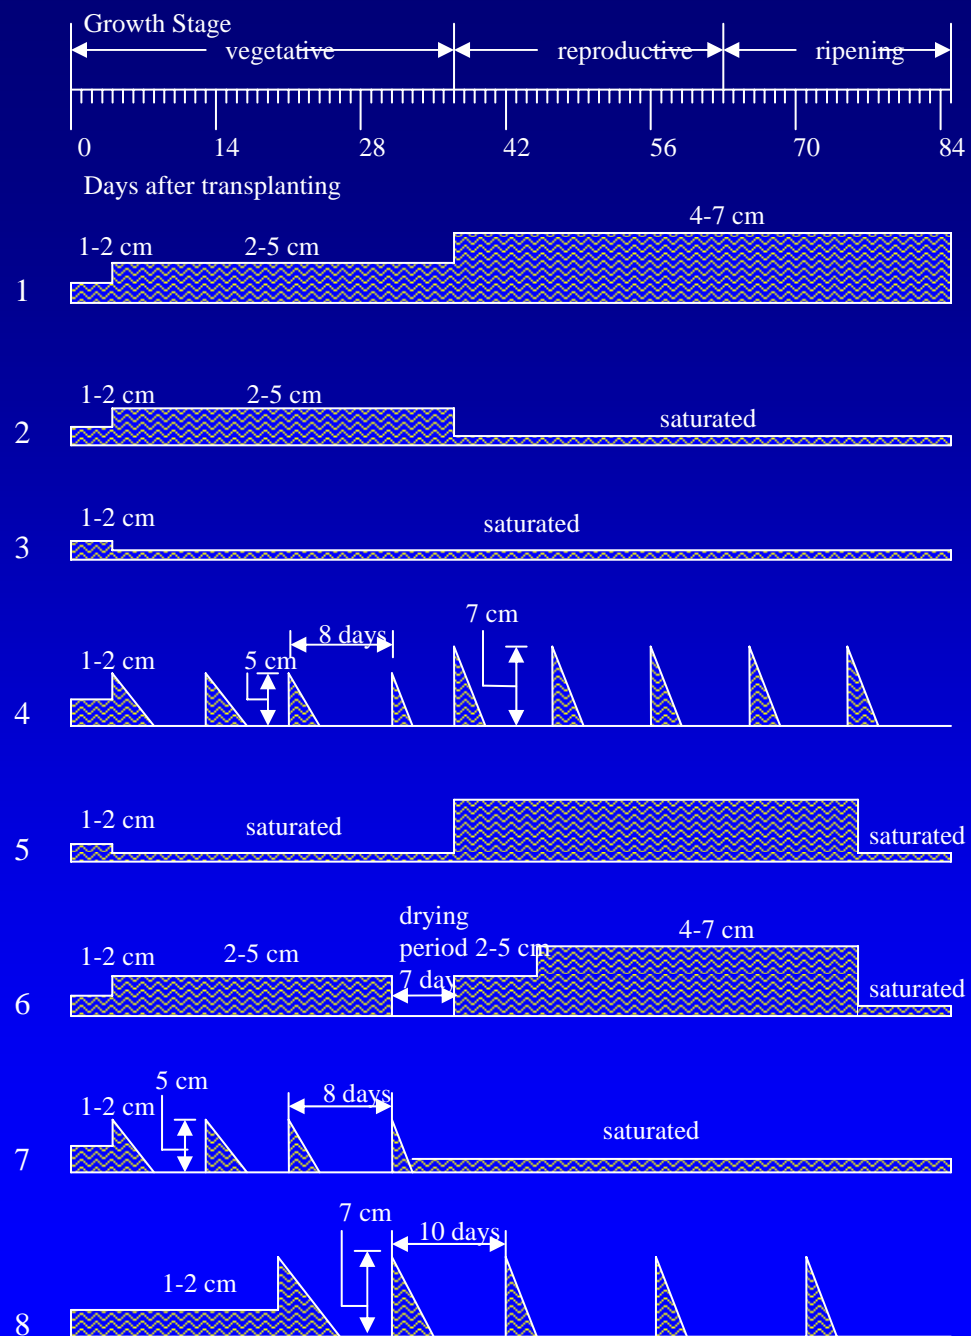 Growth Stage
vegetative reproductive ripening
0 14 28 42 56 70 84
Days after transplanting
1-2 cm 2-5 cm 4-7 cm
1
1-2 cm 2-5 cm
saturated
2
1-2 cm
saturated
3
7 cm
8 days
1-2 cm 5 cm
4
1-2 cm saturated saturated
5
drying
period 2-5 cm
7 day
1-2 cm 2-5 cm 4-7 cm
saturated
6
5 cm
8 days
1-2 cm
saturated
7
7 cm
10 days
1-2 cm
8